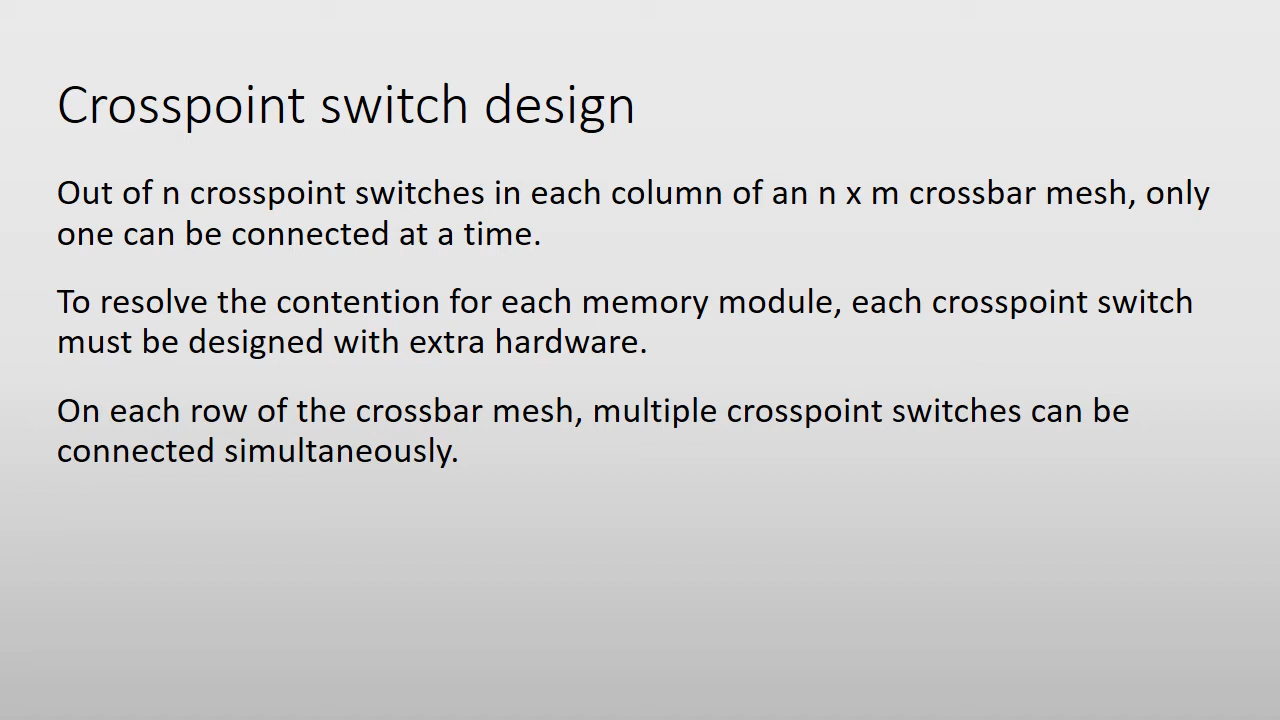 Crosspoint switch design
Out of n crosspoint switches in each column of an n x m crossbar mesh, only
one can be connected at a time.
To resolve the contention for each memory module, each crosspoint switch
must be designed with extra hardware.
On each row of the crossbar mesh, multiple crosspoint switches can be
connected simultaneously.